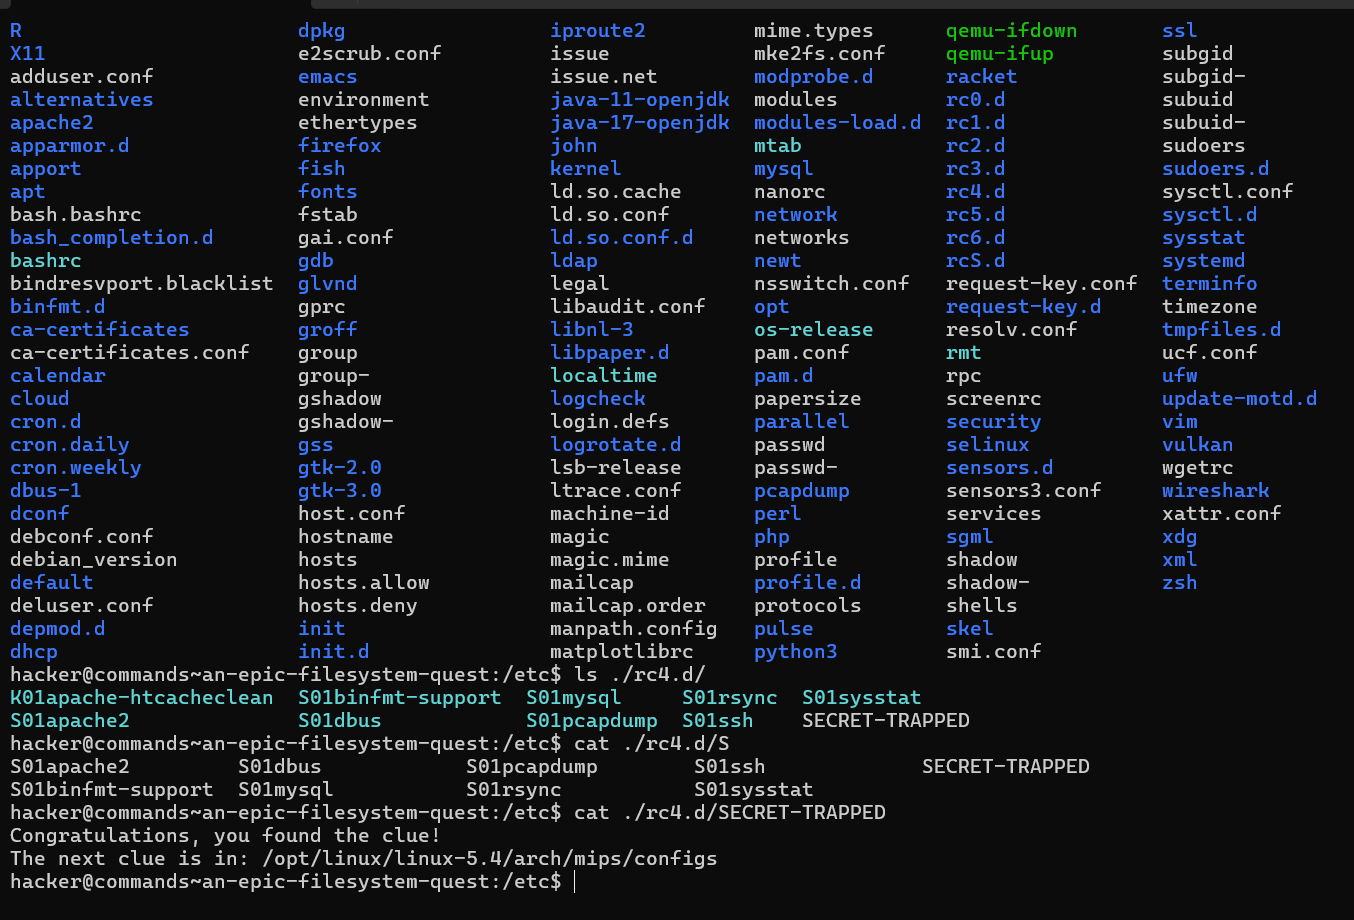 R dpkg iproute2 mime.types qemu-ifdown ssl
X11 e2scrub.conf issue mke2fs.conf qemu-ifup subgid
adduser.conf emacs issue.net modprobe.d racket subgid-
alternatives environment java-11-openjdk modules rc0.d subuid
apache2 ethertypes java-17-openjdk modules-load.d rc1.d subuid-
apparmor.d firefox john mtab rc2.d sudoers
apport fish kernel mysql rc3.d sudoers.d
apt fonts ld.so.cache nanorc rc4.d sysctl.conf
bash.bashrc fstab ld.so.conf network rc5.d sysctl.d
bash_completion.d gai.conf ld.so.conf.d networks rc6.d sysstat
bashrc gdb ldap newt rcS.d systemd
bindresvport.blacklist glvnd legal nsswitch.conf request-key.conf terminfo
binfmt.d gprc libaudit.conf opt request-key.d timezone
ca-certificates groff libnl-3 os-release resolv.conf tmpfiles.d
ca-certificates.conf group libpaper.d pam.conf rmt ucf.conf
calendar group- localtime pam.d rpc ufw
cloud gshadow logcheck papersize screenrc update-motd.d
cron.d gshadow- login.defs parallel security vim
cron.daily gss logrotate.d passwd selinux vulkan
cron.weekly gtk-2.0 lsb-release passwd- sensors.d wgetrc
dbus-1 gtk-3.0 ltrace.conf pcapdump sensors3.conf wireshark
dconf host.conf machine-id perl services xattr.conf
debconf.conf hostname magic php sgml xdg
debian_version hosts magic.mime profile shadow xml
default hosts.allow mailcap profile.d shadow- zsh
deluser.conf hosts.deny mailcap.order protocols shells
depmod.d init manpath.config pulse skel
dhcp init.d matplotlibrc python3 smi.conf
hacker@commands~an-epic-filesystem-quest:/etc$ ls ./rc4.d/
K01apache-htcacheclean S01binfmt-support S01mysql S01rsync S01sysstat
S01apache2 S01dbus S01pcapdump S01ssh SECRET-TRAPPED
hacker@commands~an-epic-filesystem-quest:/etc$ cat ./rc4.d/S
S01apache2 S01dbus S01pcapdump S01ssh SECRET-TRAPPED
S01binfmt-support S01mysql S01rsync S01sysstat
hacker@commands~an-epic-filesystem-quest:/etc$ cat ./rc4.d/SECRET-TRAPPED
Congratulations, you found the clue!
The next clue is in: /opt/linux/linux-5.4/arch/mips/configs
hacker@commands~an-epic-filesystem-quest:/etc$